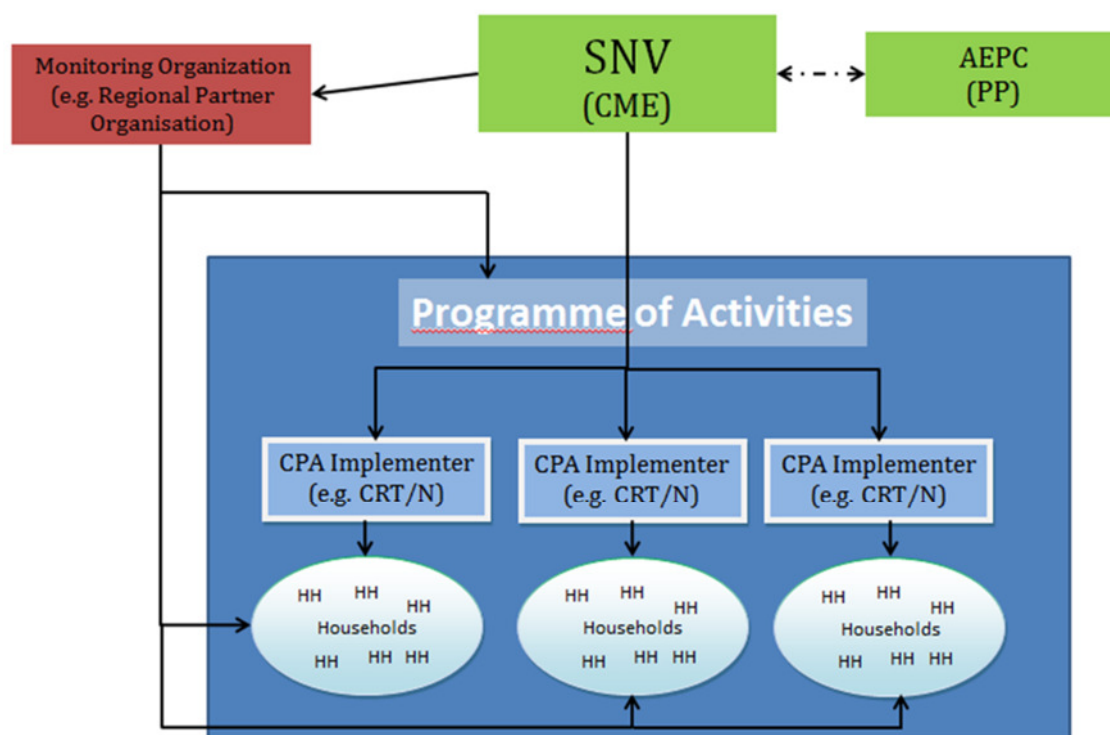 Monitoring Organization
(e.g. Regional Partner
Organisation)
SNV
(CME)
AEPC
(PP)
Programme of Activities
CPA Implementer
(e.g. CRT/N)
CPA Implementer
(e.g. CRT/N)
CPA Implementer
(e.g. CRT/N)
HH HH HH
Households
HH HH HH
HH HH HH
Households
HH HH HH
HH HH HH
Households
HH HH HH